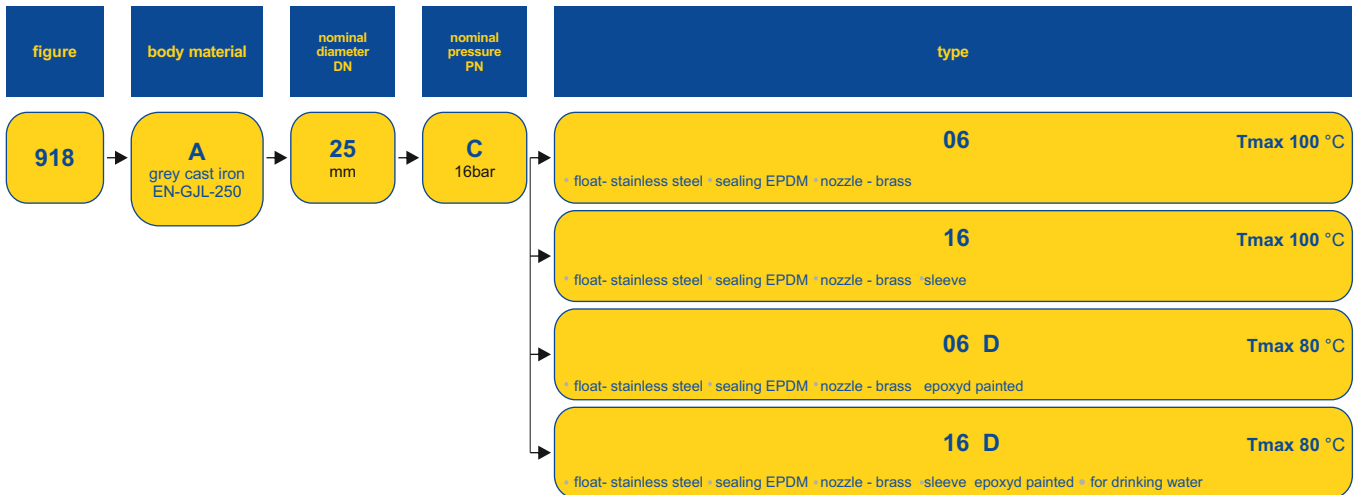 figure
body material
nominal
diameter
DN
nominal
pressure
PN
type
918
A
grey cast iron
EN-GJL-250
25
mm
C
16bar
06 Tmax 100 °C
• float- stainless steel • sealing EPDM • nozzle - brass
16 Tmax 100 °C
• float- stainless steel • sealing EPDM • nozzle - brass • sleeve
06 D Tmax 80 °C
• float- stainless steel • sealing EPDM • nozzle - brass epoxyd painted
16 D Tmax 80 °C
• float- stainless steel • sealing EPDM • nozzle - brass • sleeve epoxyd painted • for drinking water